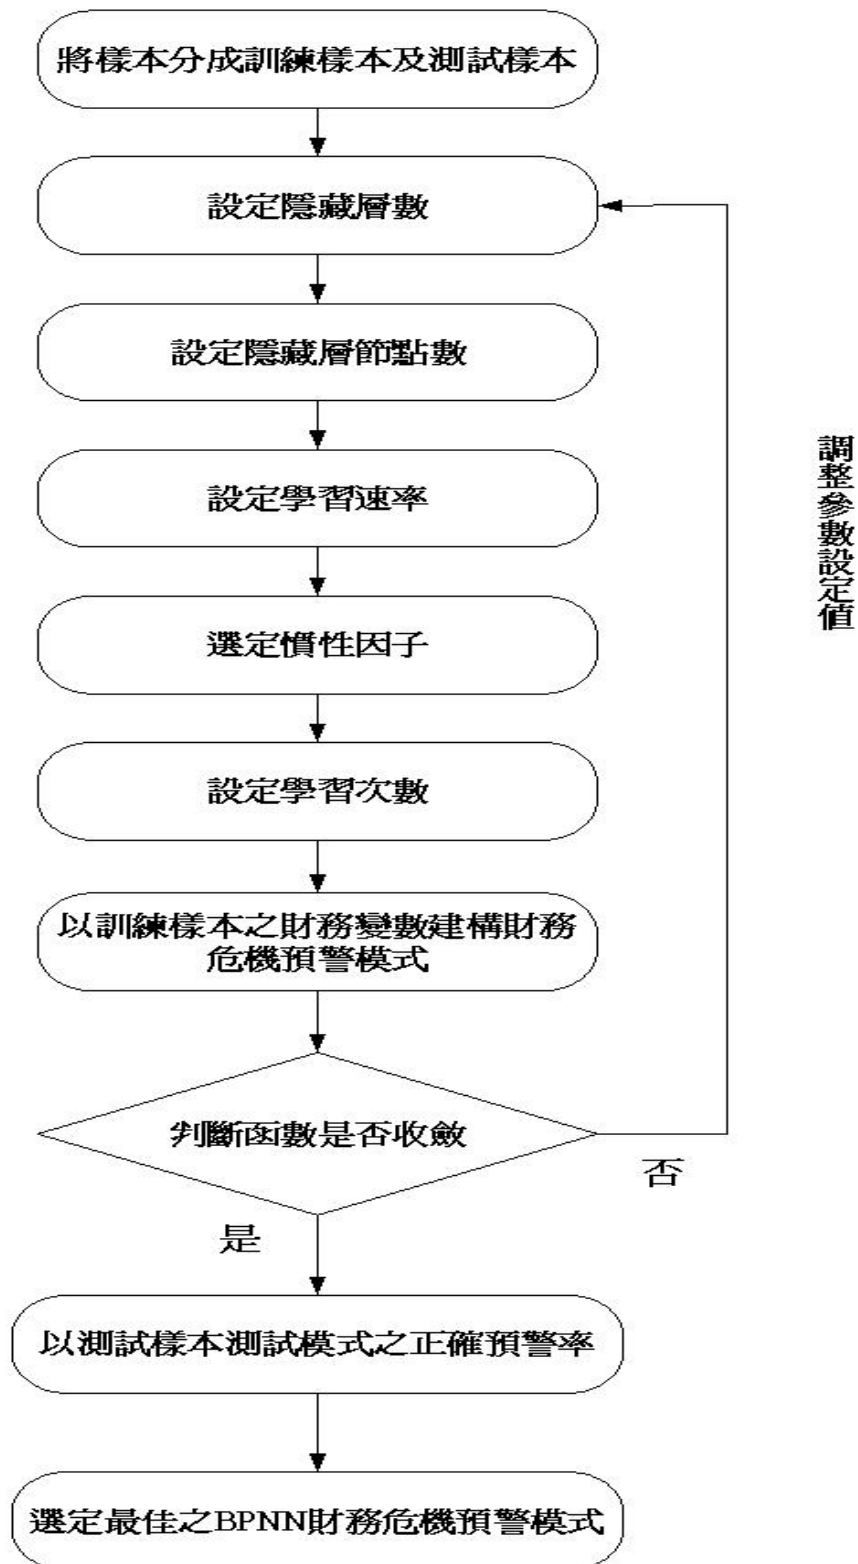 將樣本分成訓練樣本及測試樣本
設定隱藏層數
設定隱藏層節點數
設定學習速率
選定慣性因子
設定學習次數
以訓練樣本之財務變數建構財務
危機預警模式
判斷函數是否收斂
否
調整參數設定值
是
以測試樣本測試模式之正確預警率
選定最佳之BPNN財務危機預警模式